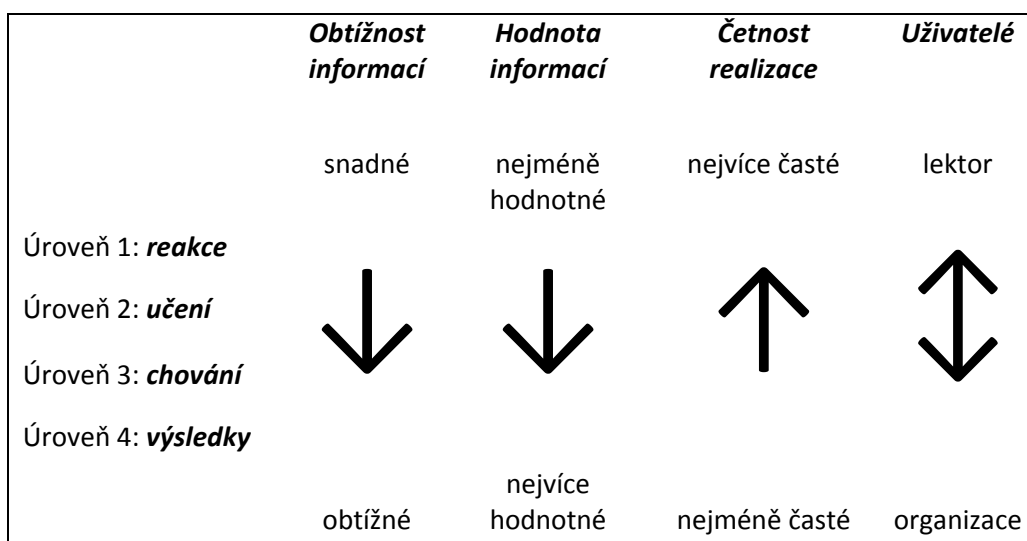 Obtížnost Hodnota Četnost Uživatelé
informací informací realizace
snadné nejméně nejvíce časté lektor
hodnotné
Úroveň 1: reakce
Úroveň 2: učení
Úroveň 3: chování
Úroveň 4: výsledky
nejvíce
obtížné hodnotné nejméně časté organizace